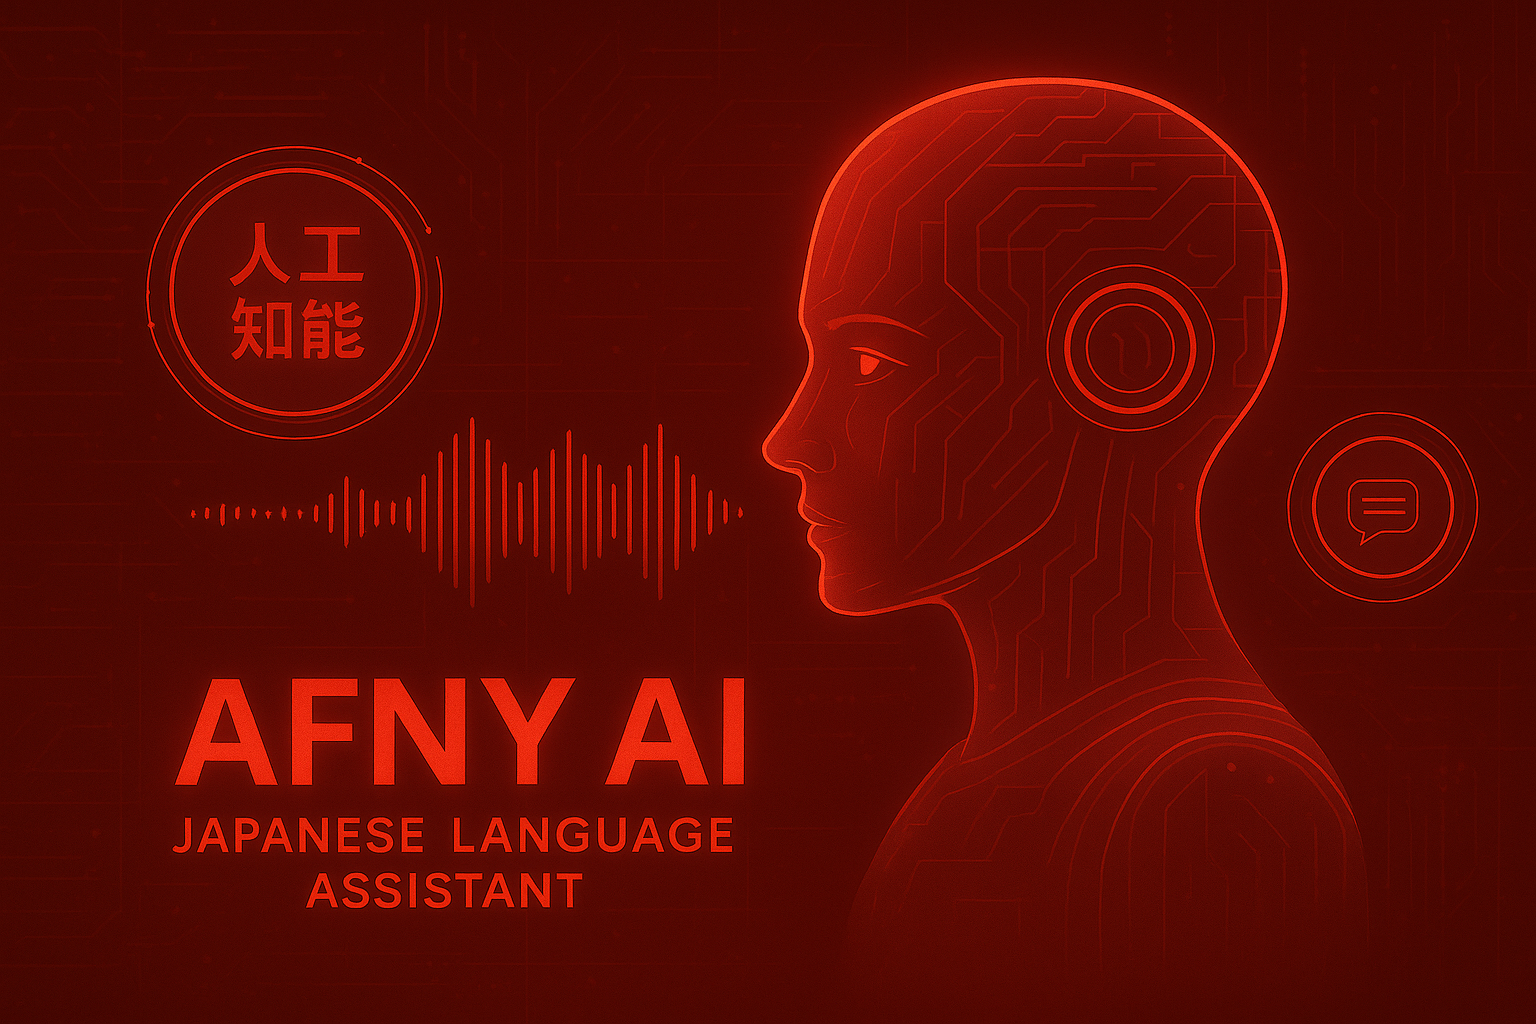 人工
知能
AFNY AI
JAPANESE LANGUAGE
ASSISTANT